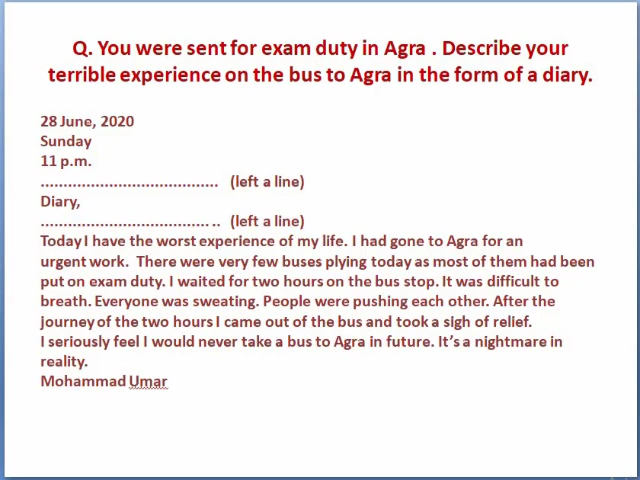 Q. You were sent for exam duty in Agra . Describe your
terrible experience on the bus to Agra in the form of a diary.
28 June, 2020
Sunday
11 p.m.
....................................... (left a line)
Diary,
..................................... .. (left a line)
Today I have the worst experience of my life. I had gone to Agra for an
urgent work. There were very few buses plying today as most of them had been
put on exam duty. I waited for two hours on the bus stop. It was difficult to
breath. Everyone was sweating. People were pushing each other. After the
journey of the two hours I came out of the bus and took a sigh of relief.
I seriously feel I would never take a bus to Agra in future. It’s a nightmare in
reality.
Mohammad Umar